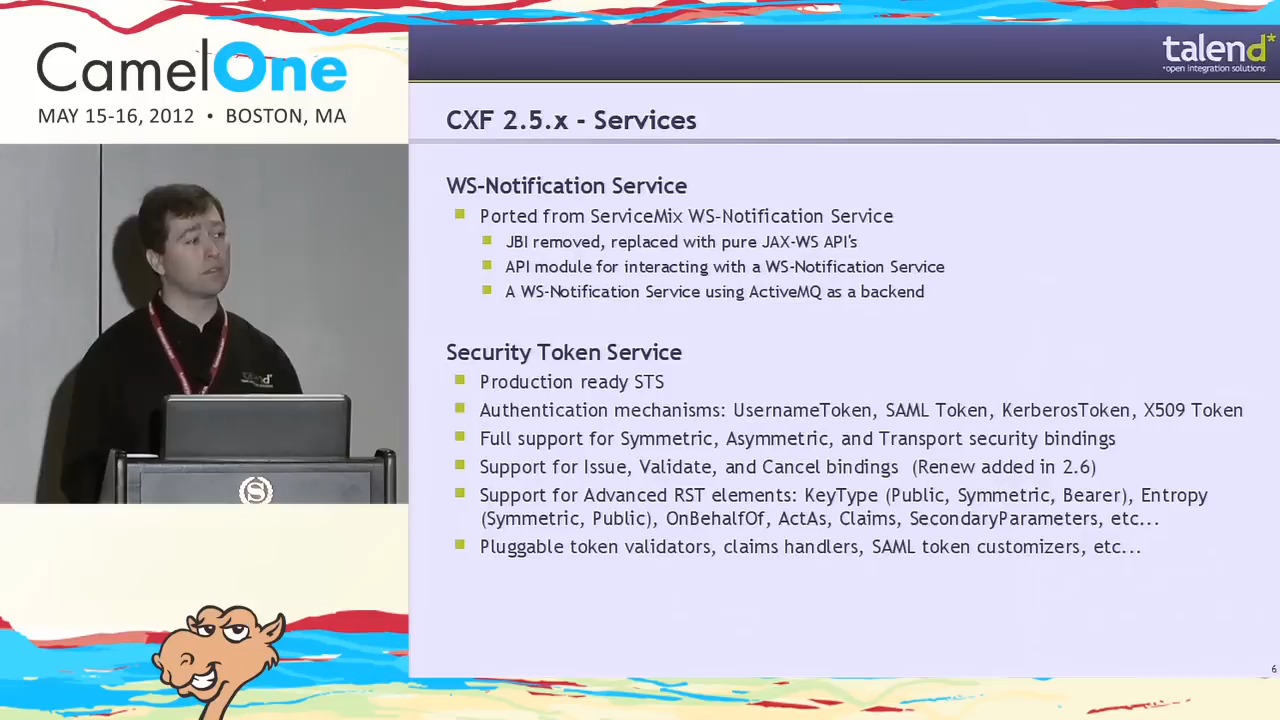 CamelOne
MAY 15-16, 2012 • BOSTON, MA
talend*
*open integration solutions
CXF 2.5.x - Services
WS-Notification Service
Ported from ServiceMix WS-Notification Service
JBI removed, replaced with pure JAX-WS API's
API module for interacting with a WS-Notification Service
A WS-Notification Service using ActiveMQ as a backend
Security Token Service
Production ready STS
Authentication mechanisms: UsernameToken, SAML Token, KerberosToken, X509 Token
Full support for Symmetric, Asymmetric, and Transport security bindings
Support for Issue, Validate, and Cancel bindings (Renew added in 2.6)
Support for Advanced RST elements: KeyType (Public, Symmetric, Bearer), Entropy
(Symmetric, Public), OnBehalfOf, ActAs, Claims, SecondaryParameters, etc...
Pluggable token validators, claims handlers, SAML token customizers, etc...
talend
S
6